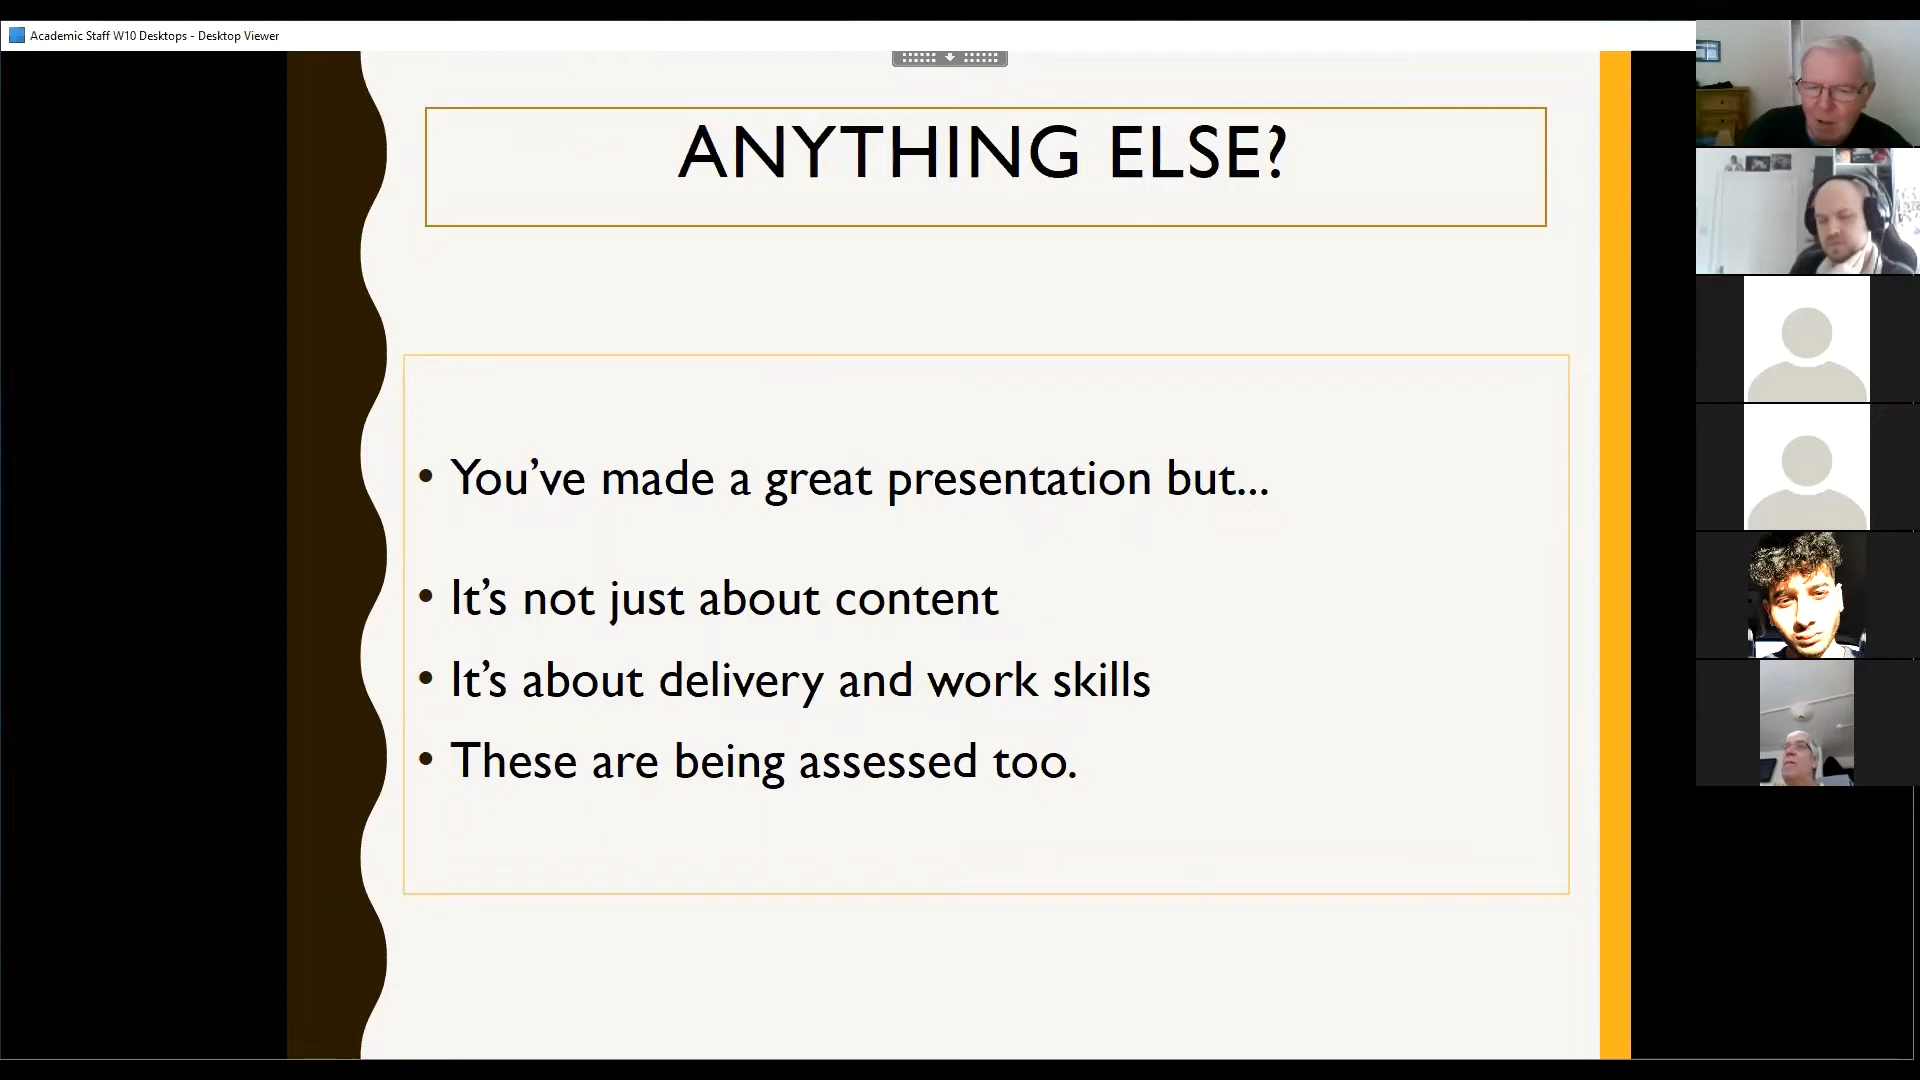 Academic Staff W10 Desktops - Desktop Viewer
ANYTHING ELSE?
• You’ve made a great presentation but...
• It’s not just about content
• It’s about delivery and work skills
• These are being assessed too.